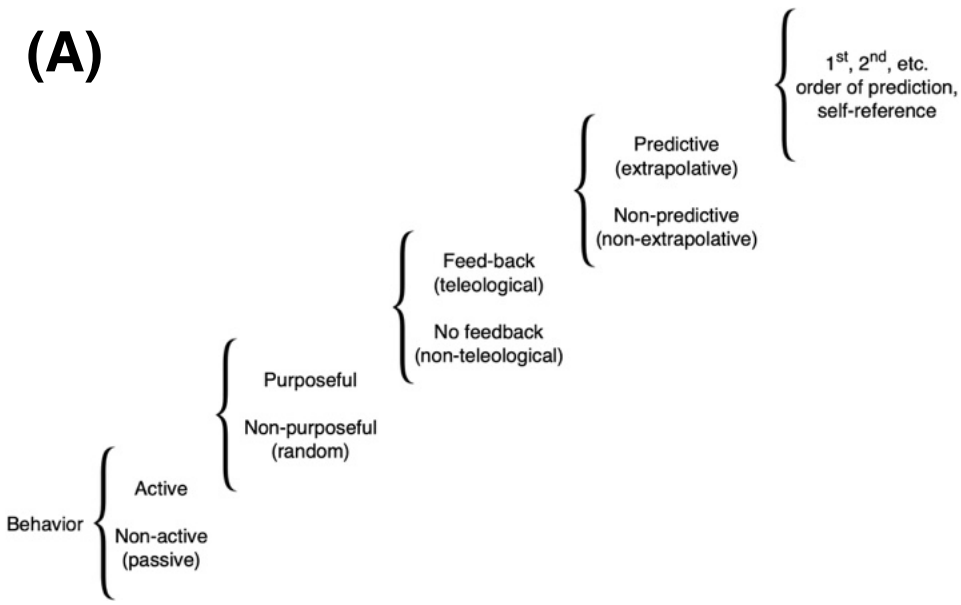 (A)
1st, 2nd, etc.
order of prediction,
self-reference
Predictive
(extrapolative)
Non-predictive
(non-extrapolative)
Feed-back
(teleological)
No feedback
(non-teleological)
Purposeful
Non-purposeful
(random)
Behavior
Active
Non-active
(passive)